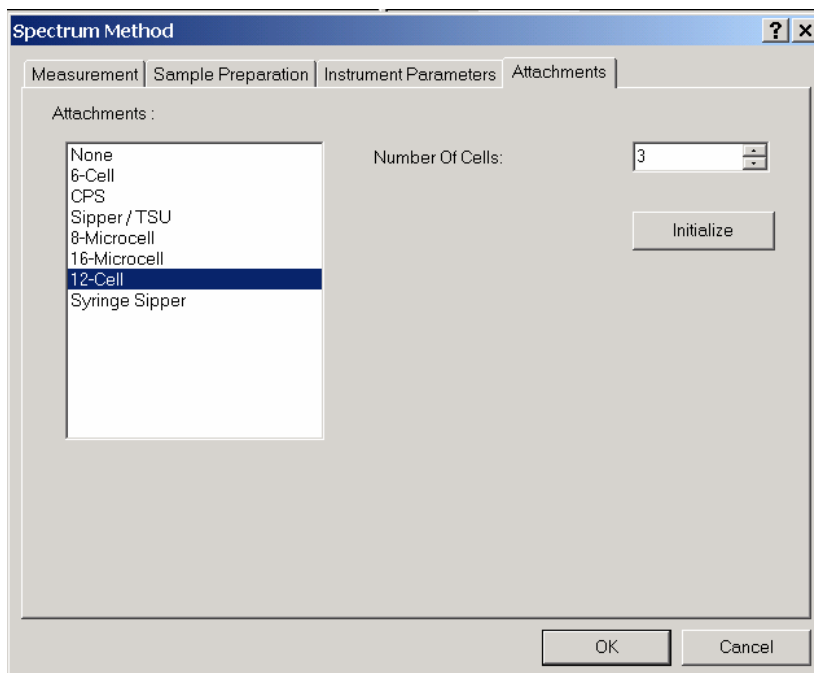 Spectrum Method
Measurement Sample Preparation Instrument Parameters Attachments
Attachments :
None
6-Cell
CPS
Sipper / TSU
8-Microcell
16-Microcell
12-Cell
Syringe Sipper
Number Of Cells: 3
Initialize
OK Cancel